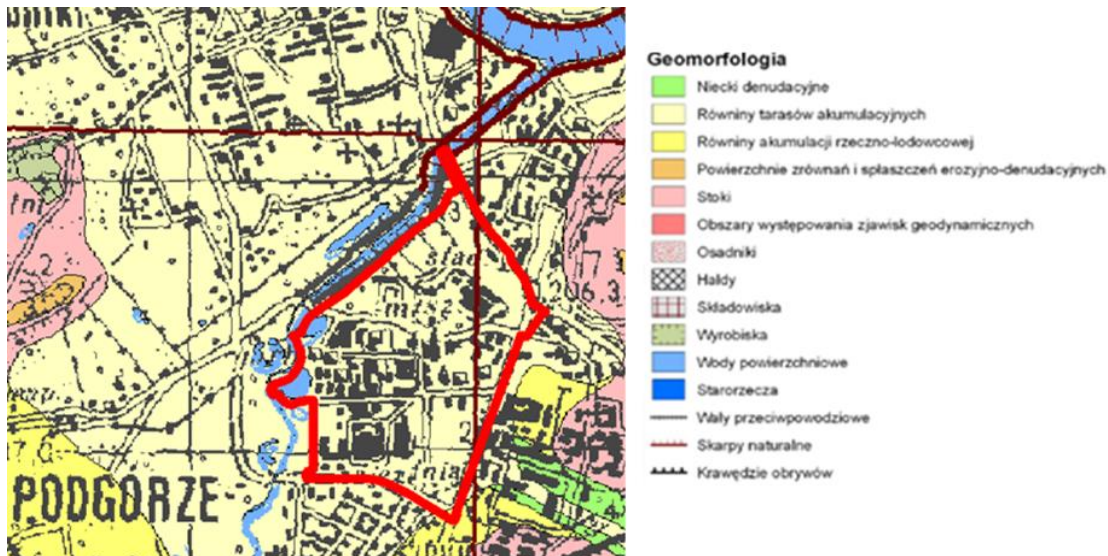 PODGORZE
Geomorfologia
Niecki denudacyjne
Równiny tarasów akumulacyjnych
Równiny akumulacji rzeczno-lodowcowej
Powierzchnie zrównań i spłaszczeń erozyjno-denudacyjnych
Stoki
Obszary występowania zjawisk geodynamicznych
Osadniki
Hałdy
Składowiska
Wyrobiska
Wody powierzchniowe
Starorzecza
Wały przeciwpowodziowe
Skarpy naturalne
Krawędzie obrywów